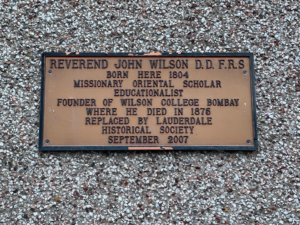 REVEREND JOHN WILSON D.D. F.R.S
BORN HERE 1804
MISSIONARY ORIENTAL SCHOLAR
EDUCATIONALIST
FOUNDER OF WILSON COLLEGE BOMBAY
WHERE HE DIED IN 1875
REPLACED BY LAUDERDALE
HISTORICAL SOCIETY
SEPTEMBER 2007